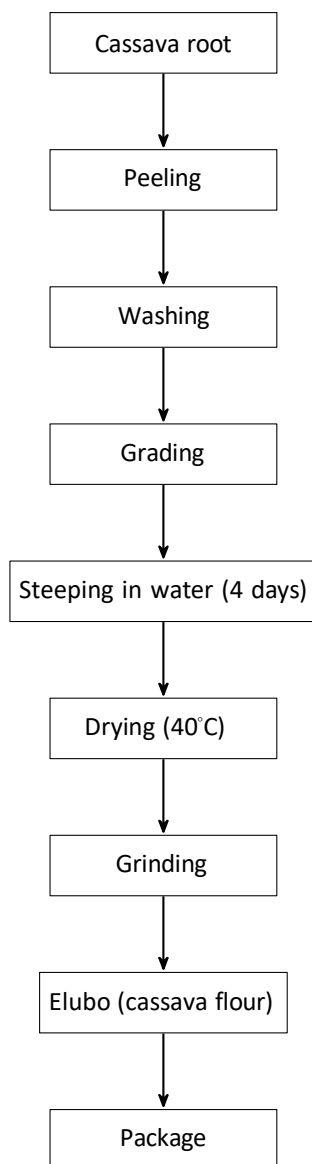 Cassava root
Peeling
Washing
Grading
Steeping in water (4 days)
Drying (40°C)
Grinding
Elubo (cassava flour)
Package